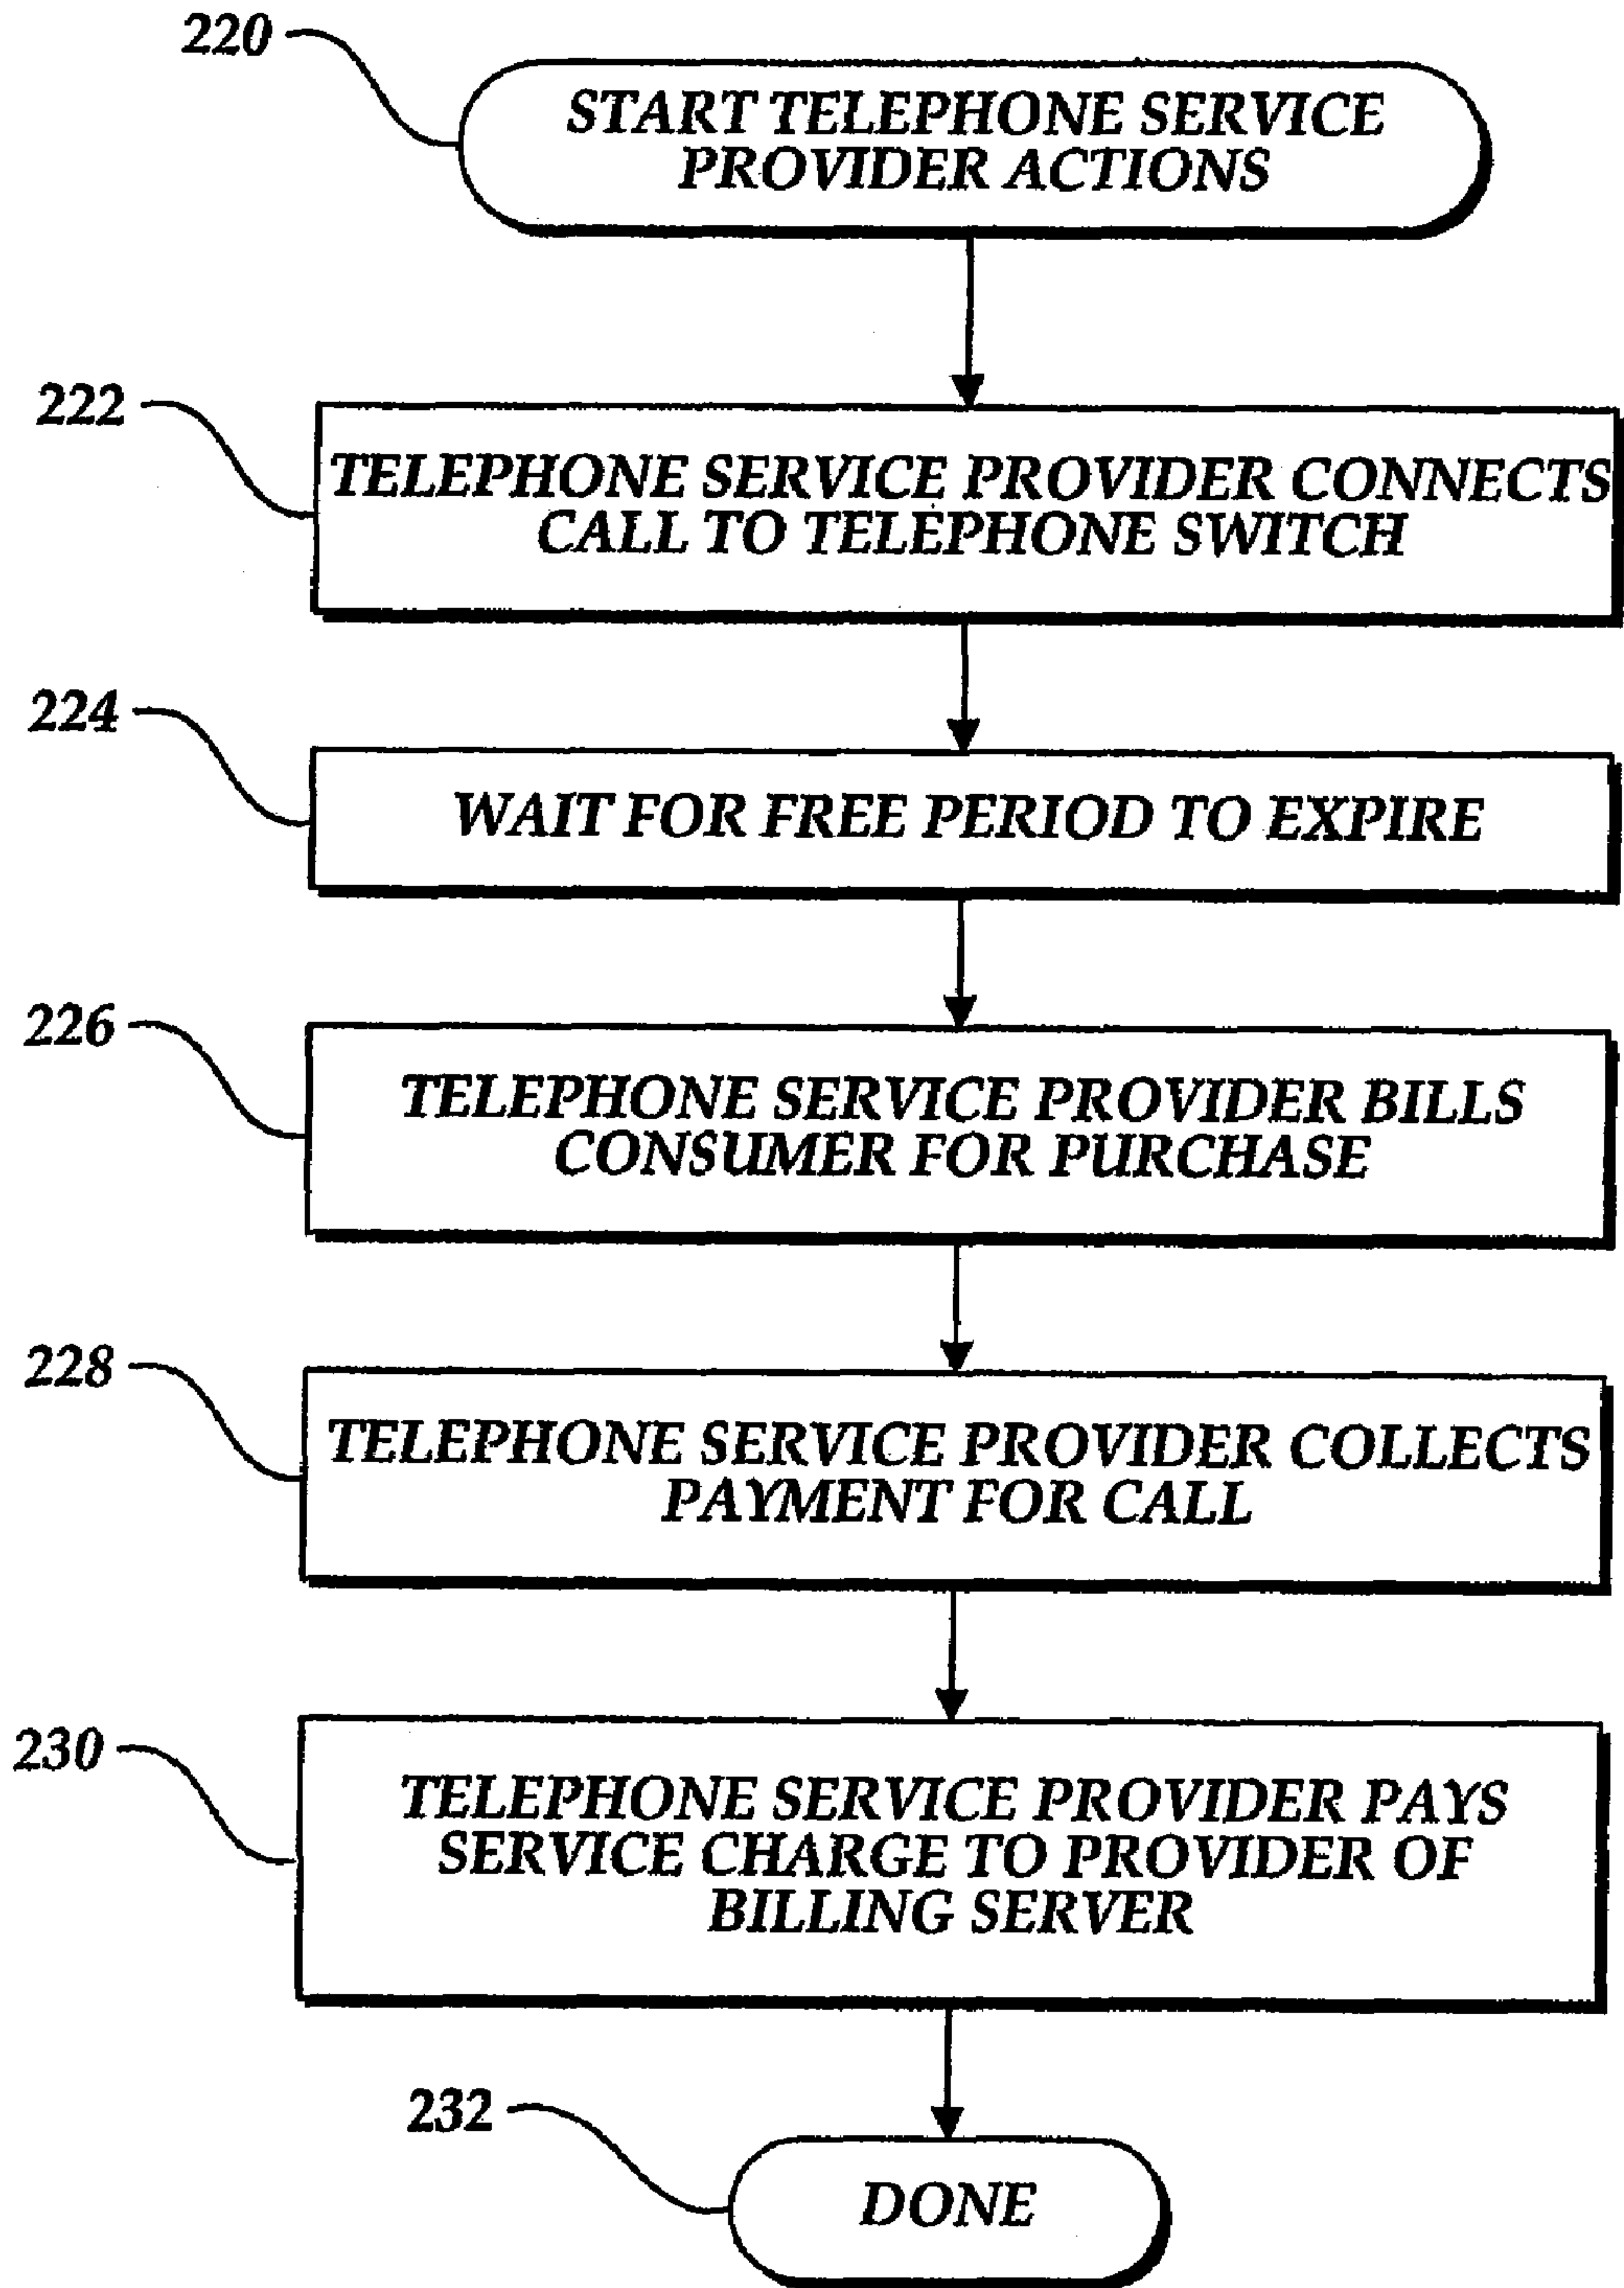 220
START TELEPHONE SERVICE
PROVIDER ACTIONS
222
TELEPHONE SERVICE PROVIDER CONNECTS
CALL TO TELEPHONE SWITCH
224
WAIT FOR FREE PERIOD TO EXPIRE
226
TELEPHONE SERVICE PROVIDER BILLS
CONSUMER FOR PURCHASE
228
TELEPHONE SERVICE PROVIDER COLLECTS
PAYMENT FOR CALL
230
TELEPHONE SERVICE PROVIDER PAYS
SERVICE CHARGE TO PROVIDER OF
BILLING SERVER
232
DONE